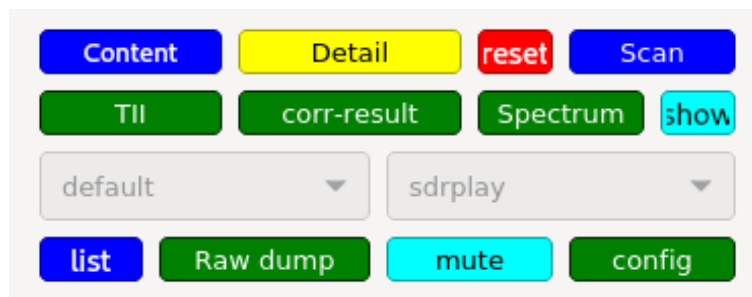 Content Detail reset Scan
TII corr-result Spectrum show
default sdrplay
list Raw dump mute config